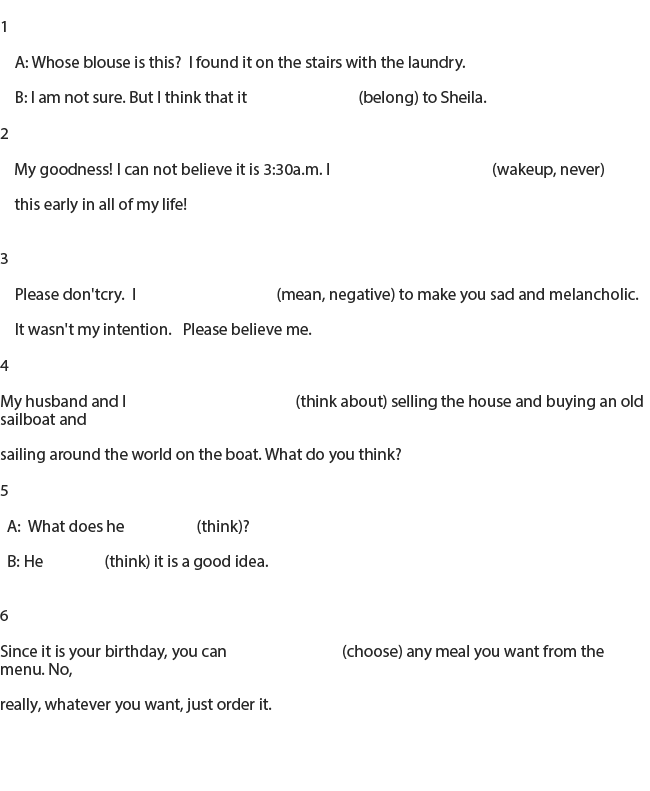 1
A: Whose blouse is this?  I found it on the stairs with the laundry.
B: I am not sure. But I think that it (belong) to Sheila.
2
My goodness! I can not believe it is 3:30a.m. I (wakeup, never)
this early in all of my life!
3
Please don'tcry.  I (mean, negative) to make you sad and melancholic.
It wasn't my intention.   Please believe me.
4
My husband and I (think about) selling the house and buying an old
sailboat and
sailing around the world on the boat. What do you think?
5
A:  What does he (think)?
B: He (think) it is a good idea.
6
Since it is your birthday, you can (choose) any meal you want from the
menu. No,
really, whatever you want, just order it.